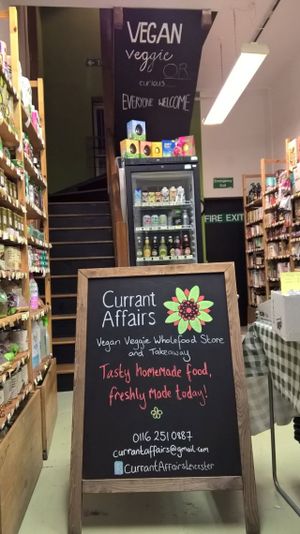 VEGAN
Veggie
OR
curious
EVERYONE WELCOME
FIRE EXIT
Currant
Affairs
Vegan Veggie Wholefood Store
and Takeaway
Tasty homemade food,
freshly made today!
0116 251 0887
currantaffairs@gmail.com
CurrantAffairsLeicester